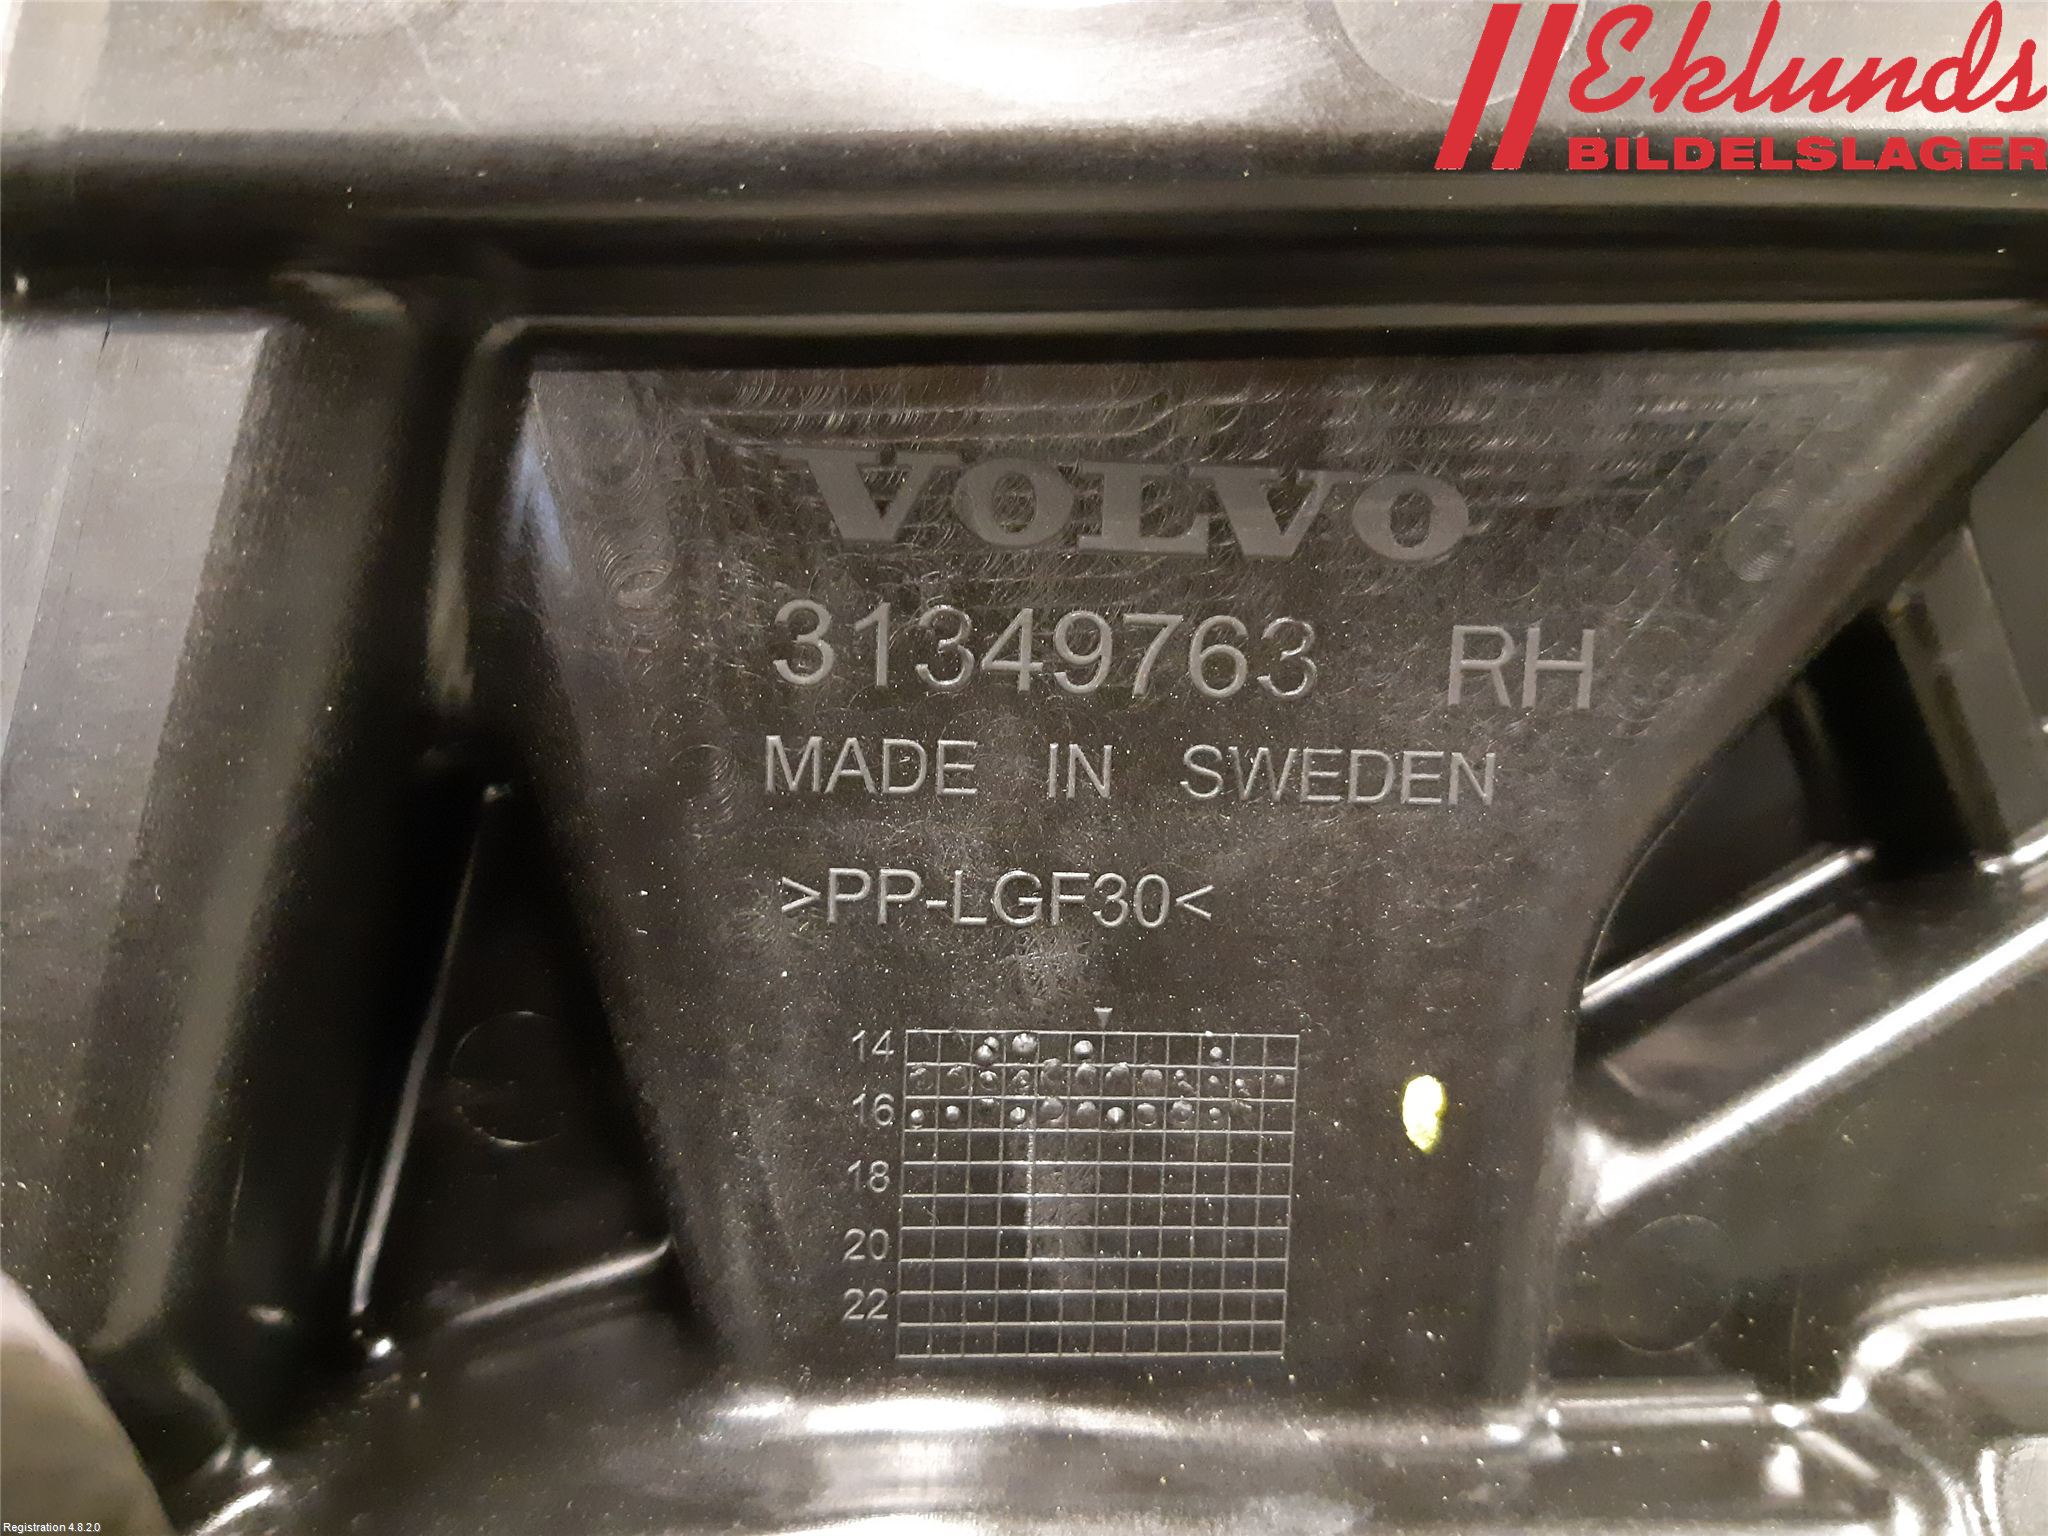 Eklunds
BILDELSLAGER
VOLVO
31349763 RH
MADE IN SWEDEN
>PP-LGF30<
14
16
18
20
22
Registration 4.8.2.0